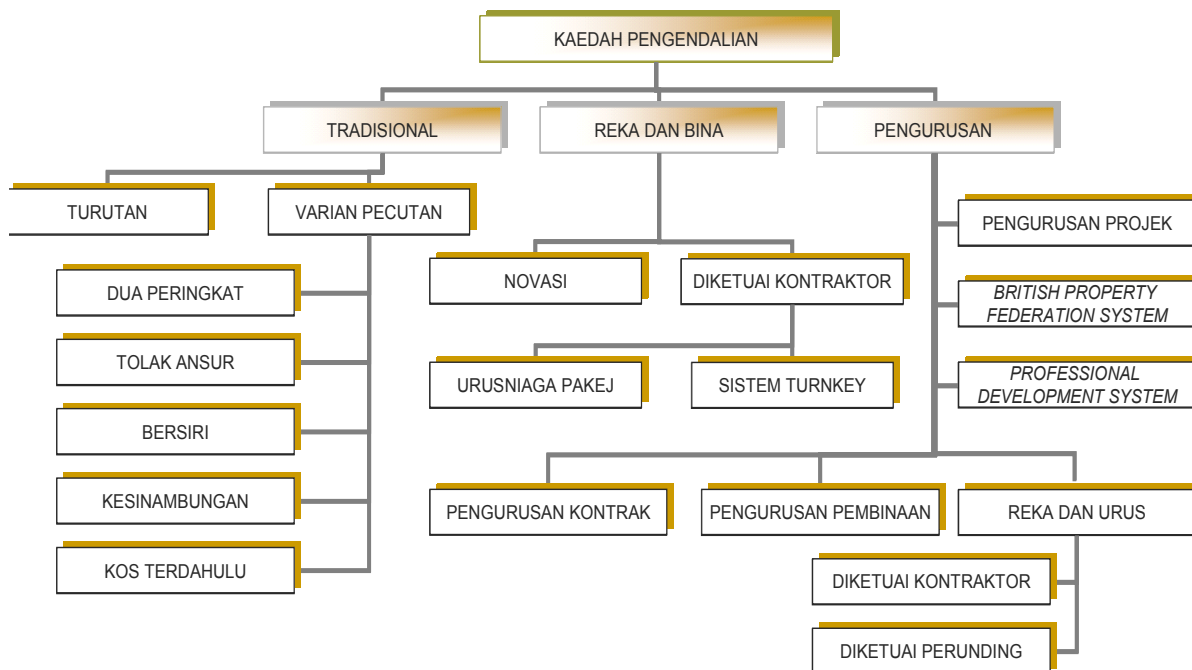 KAEDAH PENGENDALIAN
TRADISIONAL
REKA DAN BINA
PENGURUSAN
TURUTAN
VARIAN PECUTAN
PENGURUSAN PROJEK
DUA PERINGKAT
NOVASI
DIKETUAI KONTRAKTOR
BRITISH PROPERTY
FEDERATION SYSTEM
TOLAK ANSUR
URUSNIAGA PAKEJ
SISTEM TURNKEY
PROFESSIONAL
DEVELOPMENT SYSTEM
BERSIRI
KESINAMBUNGAN
PENGURUSAN KONTRAK
PENGURUSAN PEMBINAAN
REKA DAN URUS
KOS TERDAHULU
DIKETUAI KONTRAKTOR
DIKETUAI PERUNDING